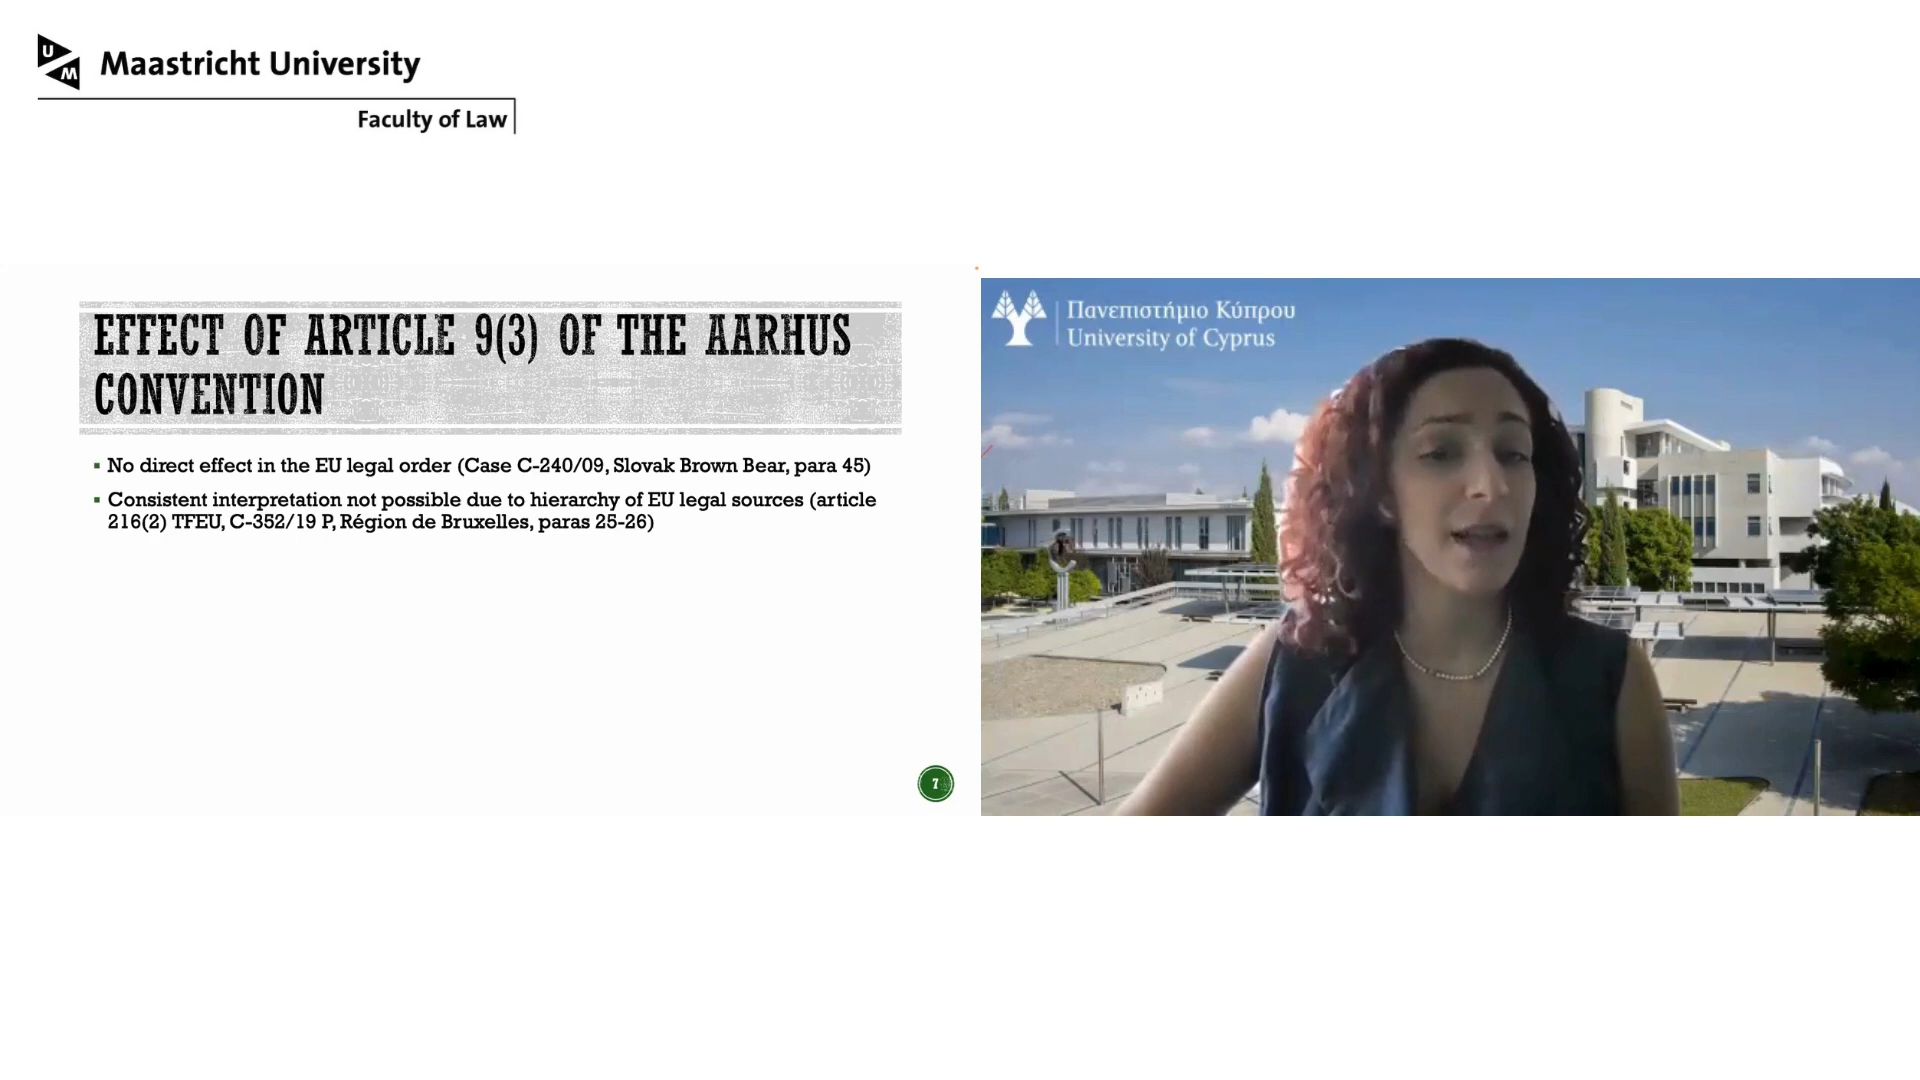 U
M
Maastricht University
Faculty of Law
EFFECT OF ARTICLE 9(3) OF THE AARHUS
CONVENTION
▪ No direct effect in the EU legal order (Case C-240/09, Slovak Brown Bear, para 45)
▪ Consistent interpretation not possible due to hierarchy of EU legal sources (article
216(2) TFEU, C-352/19 P, Région de Bruxelles, paras 25-26)
7
Πανεπιστήμιο Κύπρου
University of Cyprus